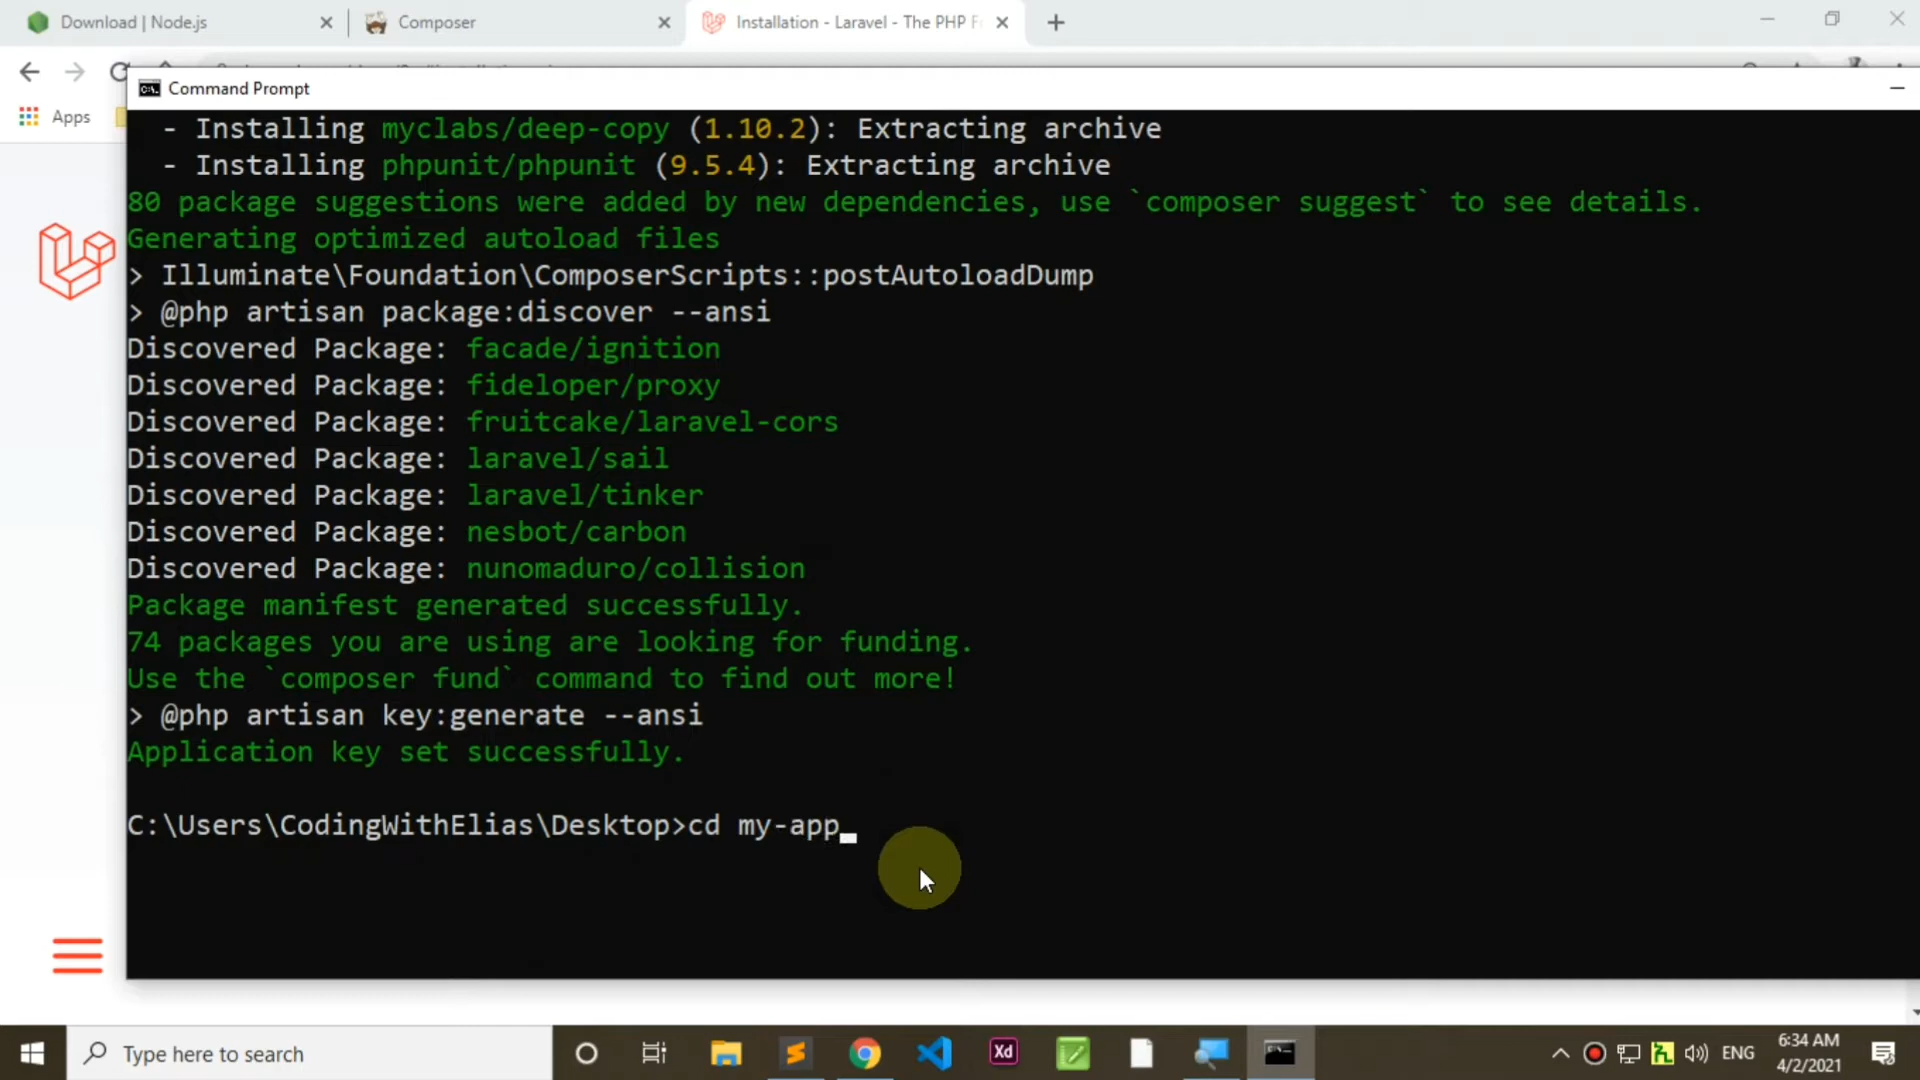 Download | Node.js
Composer
Installation - Laravel - The PHP F
Apps
Command Prompt
- Installing myclabs/deep-copy (1.10.2): Extracting archive
- Installing phpunit/phpunit (9.5.4): Extracting archive
80 package suggestions were added by new dependencies, use `composer suggest` to see details.
Generating optimized autoload files
> Illuminate\Foundation\ComposerScripts::postAutoloadDump
> @php artisan package:discover --ansi
Discovered Package: facade/ignition
Discovered Package: fideloper/proxy
Discovered Package: fruitcake/laravel-cors
Discovered Package: laravel/sail
Discovered Package: laravel/tinker
Discovered Package: nesbot/carbon
Discovered Package: nunomaduro/collision
Package manifest generated successfully.
74 packages you are using are looking for funding.
Use the `composer fund` command to find out more!
> @php artisan key:generate --ansi
Application key set successfully.
C:\Users\CodingWithElias\Desktop>cd my-app
Type here to search
Xd
ENG
6:34 AM
4/2/2021